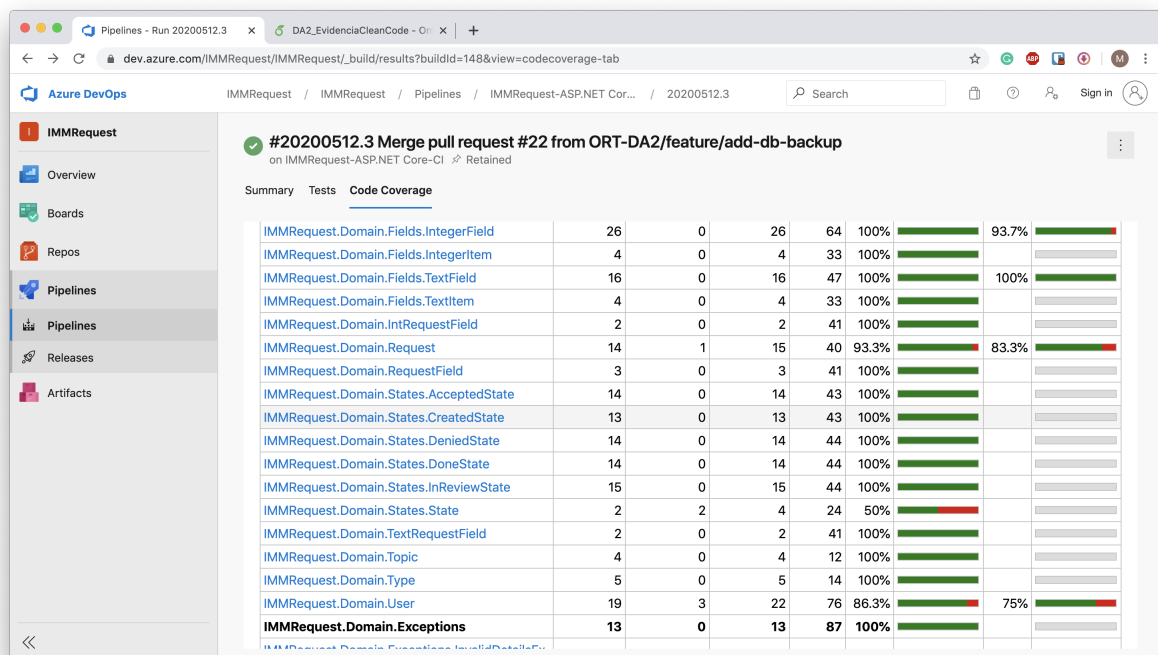 Pipelines - Run 20200512.3
DA2_EvidenciaCleanCode - On
dev.azure.com/IMMRequest/IMMRequest/_build/results?buildId=148&view=codecoverage-tab
ABP
M
Azure DevOps
IMMRequest / IMMRequest / Pipelines / IMMRequest-ASP.NET Cor... / 20200512.3
Search
Sign in
I IMMRequest
Overview
Boards
Repos
Pipelines
Pipelines
Releases
Artifacts
#20200512.3 Merge pull request #22 from ORT-DA2/feature/add-db-backup
on IMMRequest-ASP.NET Core-CI Retained
Summary Tests Code Coverage
IMMRequest.Domain.Fields.IntegerField 26 0 26 64 100% 93.7%
IMMRequest.Domain.Fields.IntegerItem 4 0 4 33 100%
IMMRequest.Domain.Fields.TextField 16 0 16 47 100% 100%
IMMRequest.Domain.Fields.TextItem 4 0 4 33 100%
IMMRequest.Domain.IntRequestField 2 0 2 41 100%
IMMRequest.Domain.Request 14 1 15 40 93.3% 83.3%
IMMRequest.Domain.RequestField 3 0 3 41 100%
IMMRequest.Domain.States.AcceptedState 14 0 14 43 100%
IMMRequest.Domain.States.CreatedState 13 0 13 43 100%
IMMRequest.Domain.States.DeniedState 14 0 14 44 100%
IMMRequest.Domain.States.DoneState 14 0 14 44 100%
IMMRequest.Domain.States.InReviewState 15 0 15 44 100%
IMMRequest.Domain.States.State 2 2 4 24 50%
IMMRequest.Domain.TextRequestField 2 0 2 41 100%
IMMRequest.Domain.Topic 4 0 4 12 100%
IMMRequest.Domain.Type 5 0 5 14 100%
IMMRequest.Domain.User 19 3 22 76 86.3% 75%
IMMRequest.Domain.Exceptions 13 0 13 87 100%
IMMRequest.Domain.Exceptions.InvalidDetailsEx